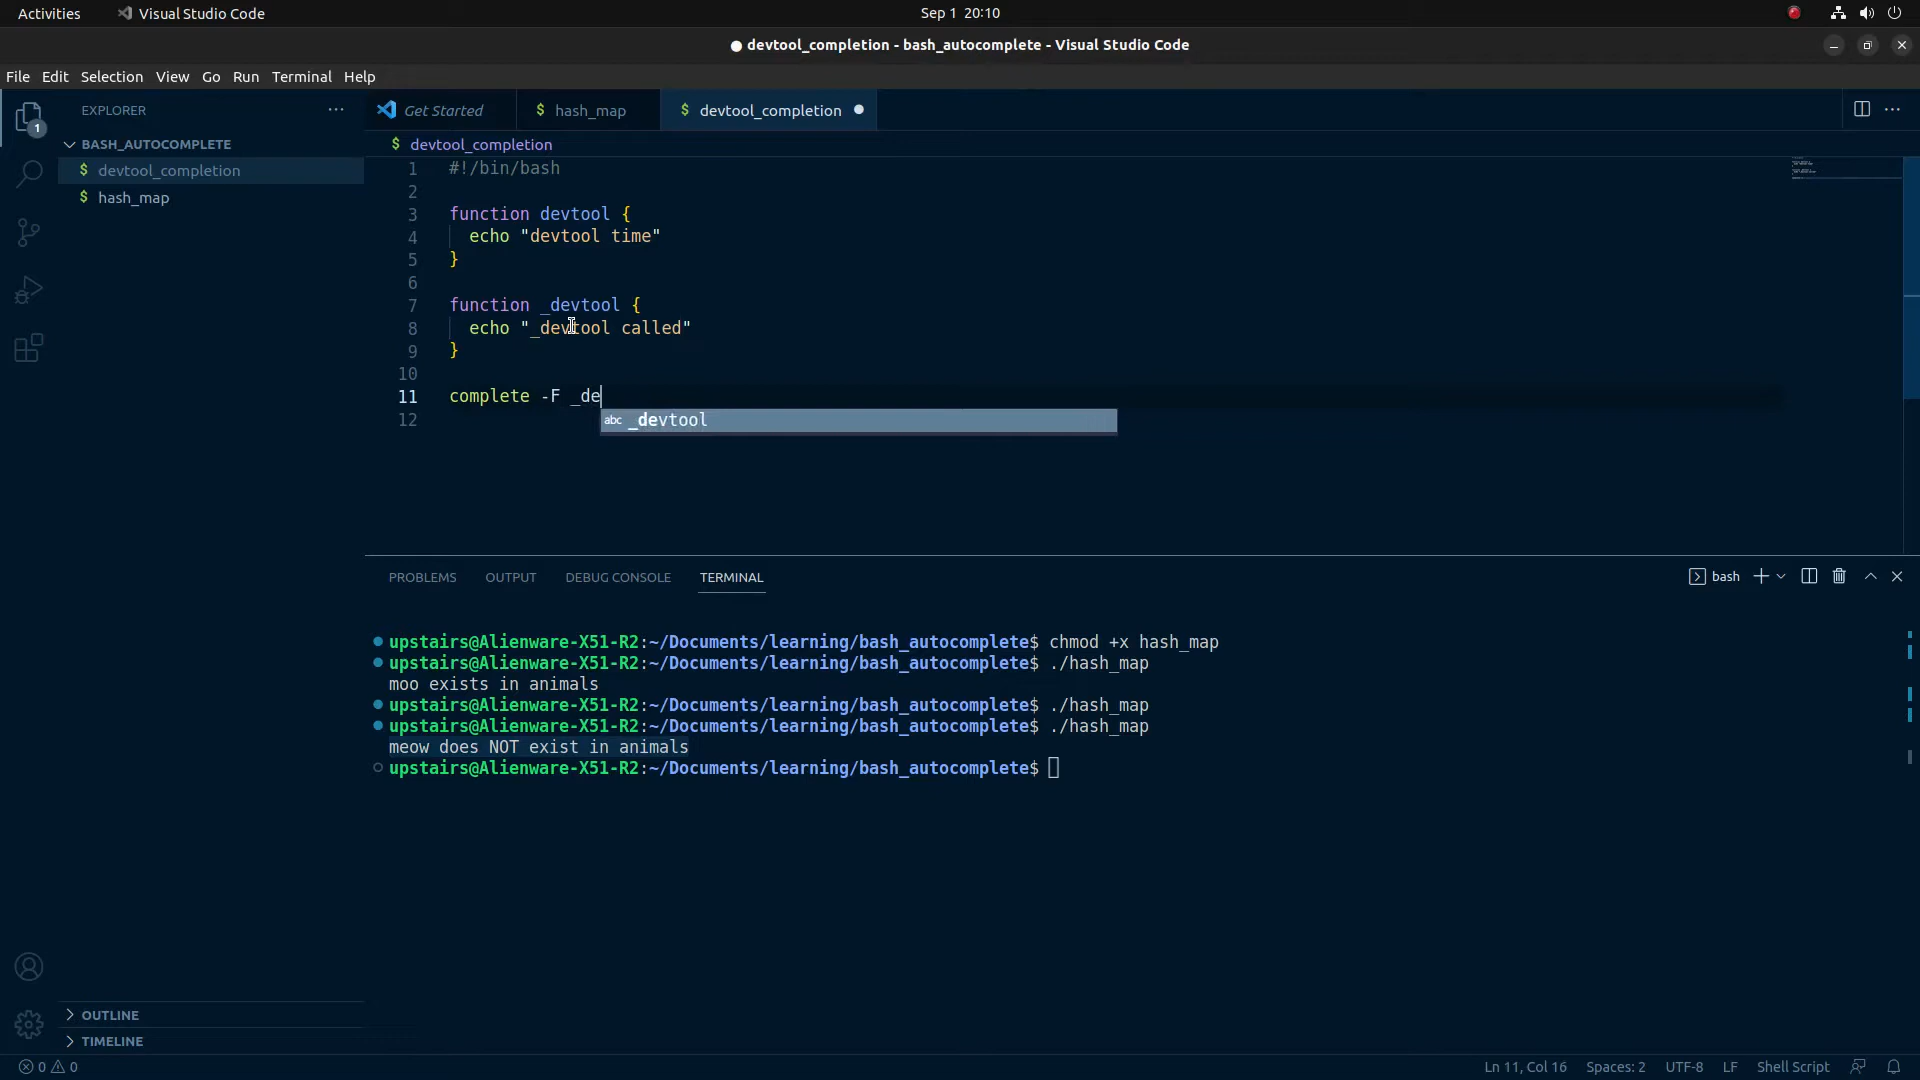 Activities Visual Studio Code Sep 1 20:10
● devtool_completion - bash_autocomplete - Visual Studio Code
File Edit Selection View Go Run Terminal Help
EXPLORER ···
1
BASH_AUTOCOMPLETE
$ devtool_completion
$ hash_map
Get Started $ hash_map $ devtool_completion ●
$ devtool_completion
1 #!/bin/bash
2
3 function devtool {
4 echo "devtool time"
5 }
6
7 function _devtool {
8 echo "_devtool called"
9 }
10
11 complete -F _de
abc _devtool
12
PROBLEMS OUTPUT DEBUG CONSOLE TERMINAL bash
upstairs@Alienware-X51-R2:~/Documents/learning/bash_autocomplete$ chmod +x hash_map
upstairs@Alienware-X51-R2:~/Documents/learning/bash_autocomplete$ ./hash_map
moo exists in animals
upstairs@Alienware-X51-R2:~/Documents/learning/bash_autocomplete$ ./hash_map
upstairs@Alienware-X51-R2:~/Documents/learning/bash_autocomplete$ ./hash_map
meow does NOT exist in animals
upstairs@Alienware-X51-R2:~/Documents/learning/bash_autocomplete$
OUTLINE
TIMELINE
0 0 Ln 11, Col 16 Spaces: 2 UTF-8 LF Shell Script